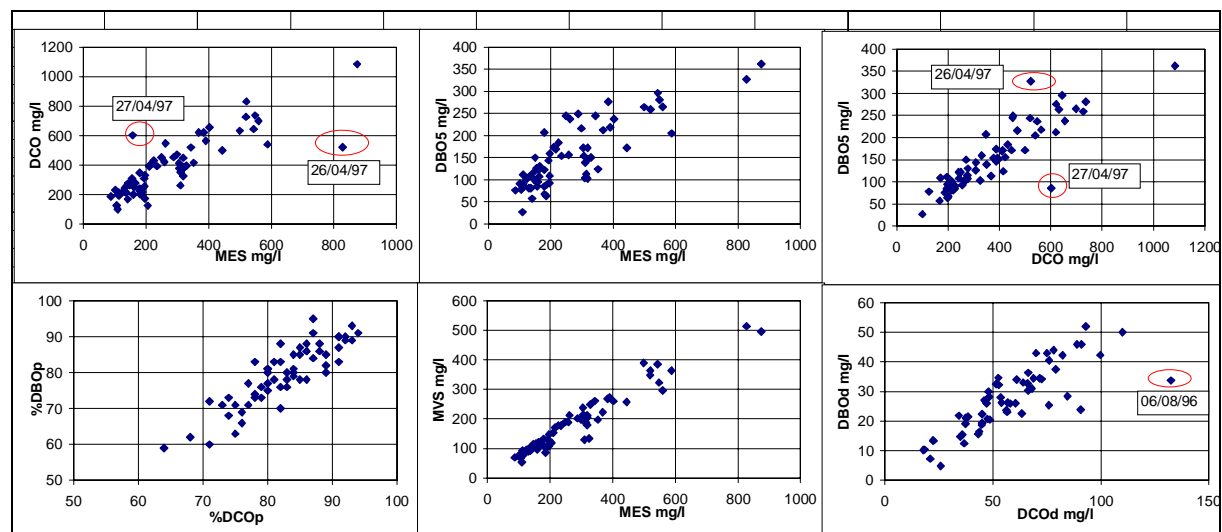 1200
1000
800
600
400
200
0
DCO mg/l
27/04/97
26/04/97
0 200 400 600 800 1000
MES mg/l
400
350
300
250
200
150
100
50
0
DBO5 mg/l
0 200 400 600 800 1000
MES mg/l
400
350
300
250
200
150
100
50
0
DBO5 mg/l
26/04/97
27/04/97
0 200 400 600 800 1000 1200
DCO mg/l
100
90
80
70
60
50
%DBOp
50 60 70 80 90 100
%DCOp
600
500
400
300
200
100
0
MVS mg/l
0 200 400 600 800 1000
MES mg/l
60
50
40
30
20
10
0
DBOd mg/l
06/08/96
0 50 100 150
DCOd mg/l